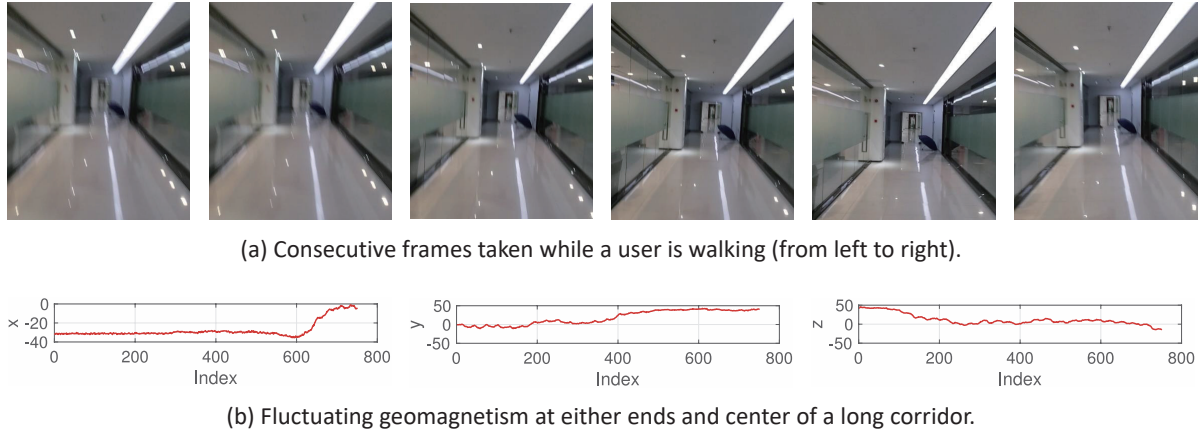 (a) Consecutive frames taken while a user is walking (from left to right).
x
0
-20
-40
0 200 400 600 800
Index
y
50
0
-50
0 200 400 600 800
Index
z
50
0
-50
0 200 400 600 800
Index
(b) Fluctuating geomagnetism at either ends and center of a long corridor.